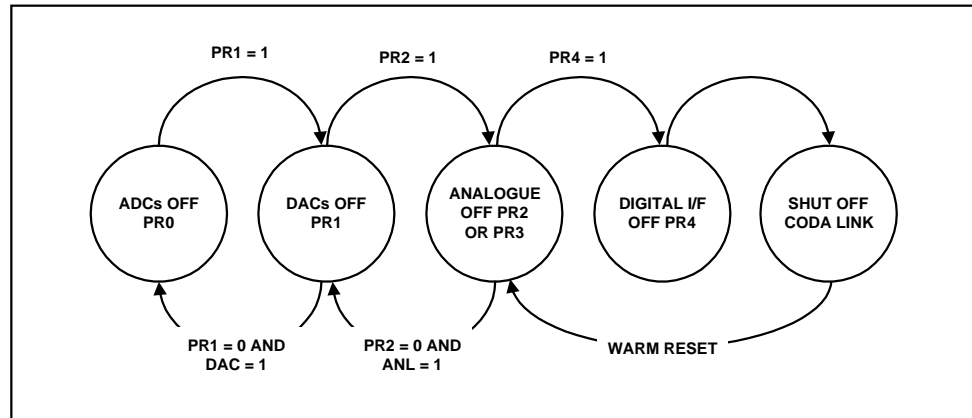 PR1 = 1
PR2 = 1
PR4 = 1
ADCs OFF
PR0
DACs OFF
PR1
ANALOGUE
OFF PR2
OR PR3
DIGITAL I/F
OFF PR4
SHUT OFF
CODA LINK
PR1 = 0 AND
DAC = 1
PR2 = 0 AND
ANL = 1
WARM RESET